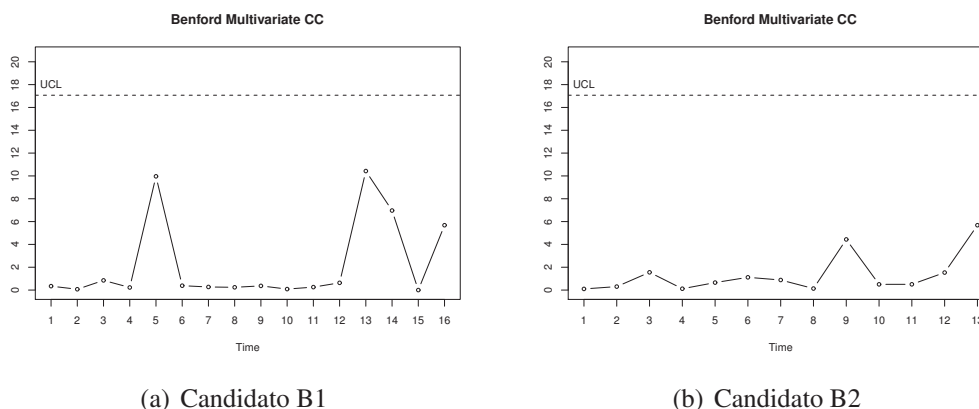 Benford Multivariate CC
20
18
16
14
12
10
8
6
4
2
0
UCL
1 2 3 4 5 6 7 8 9 10 11 12 13 14 15 16
Time
(a) Candidato B1
Benford Multivariate CC
20
18
16
14
12
10
8
6
4
2
0
UCL
1 2 3 4 5 6 7 8 9 10 11 12 13
Time
(b) Candidato B2